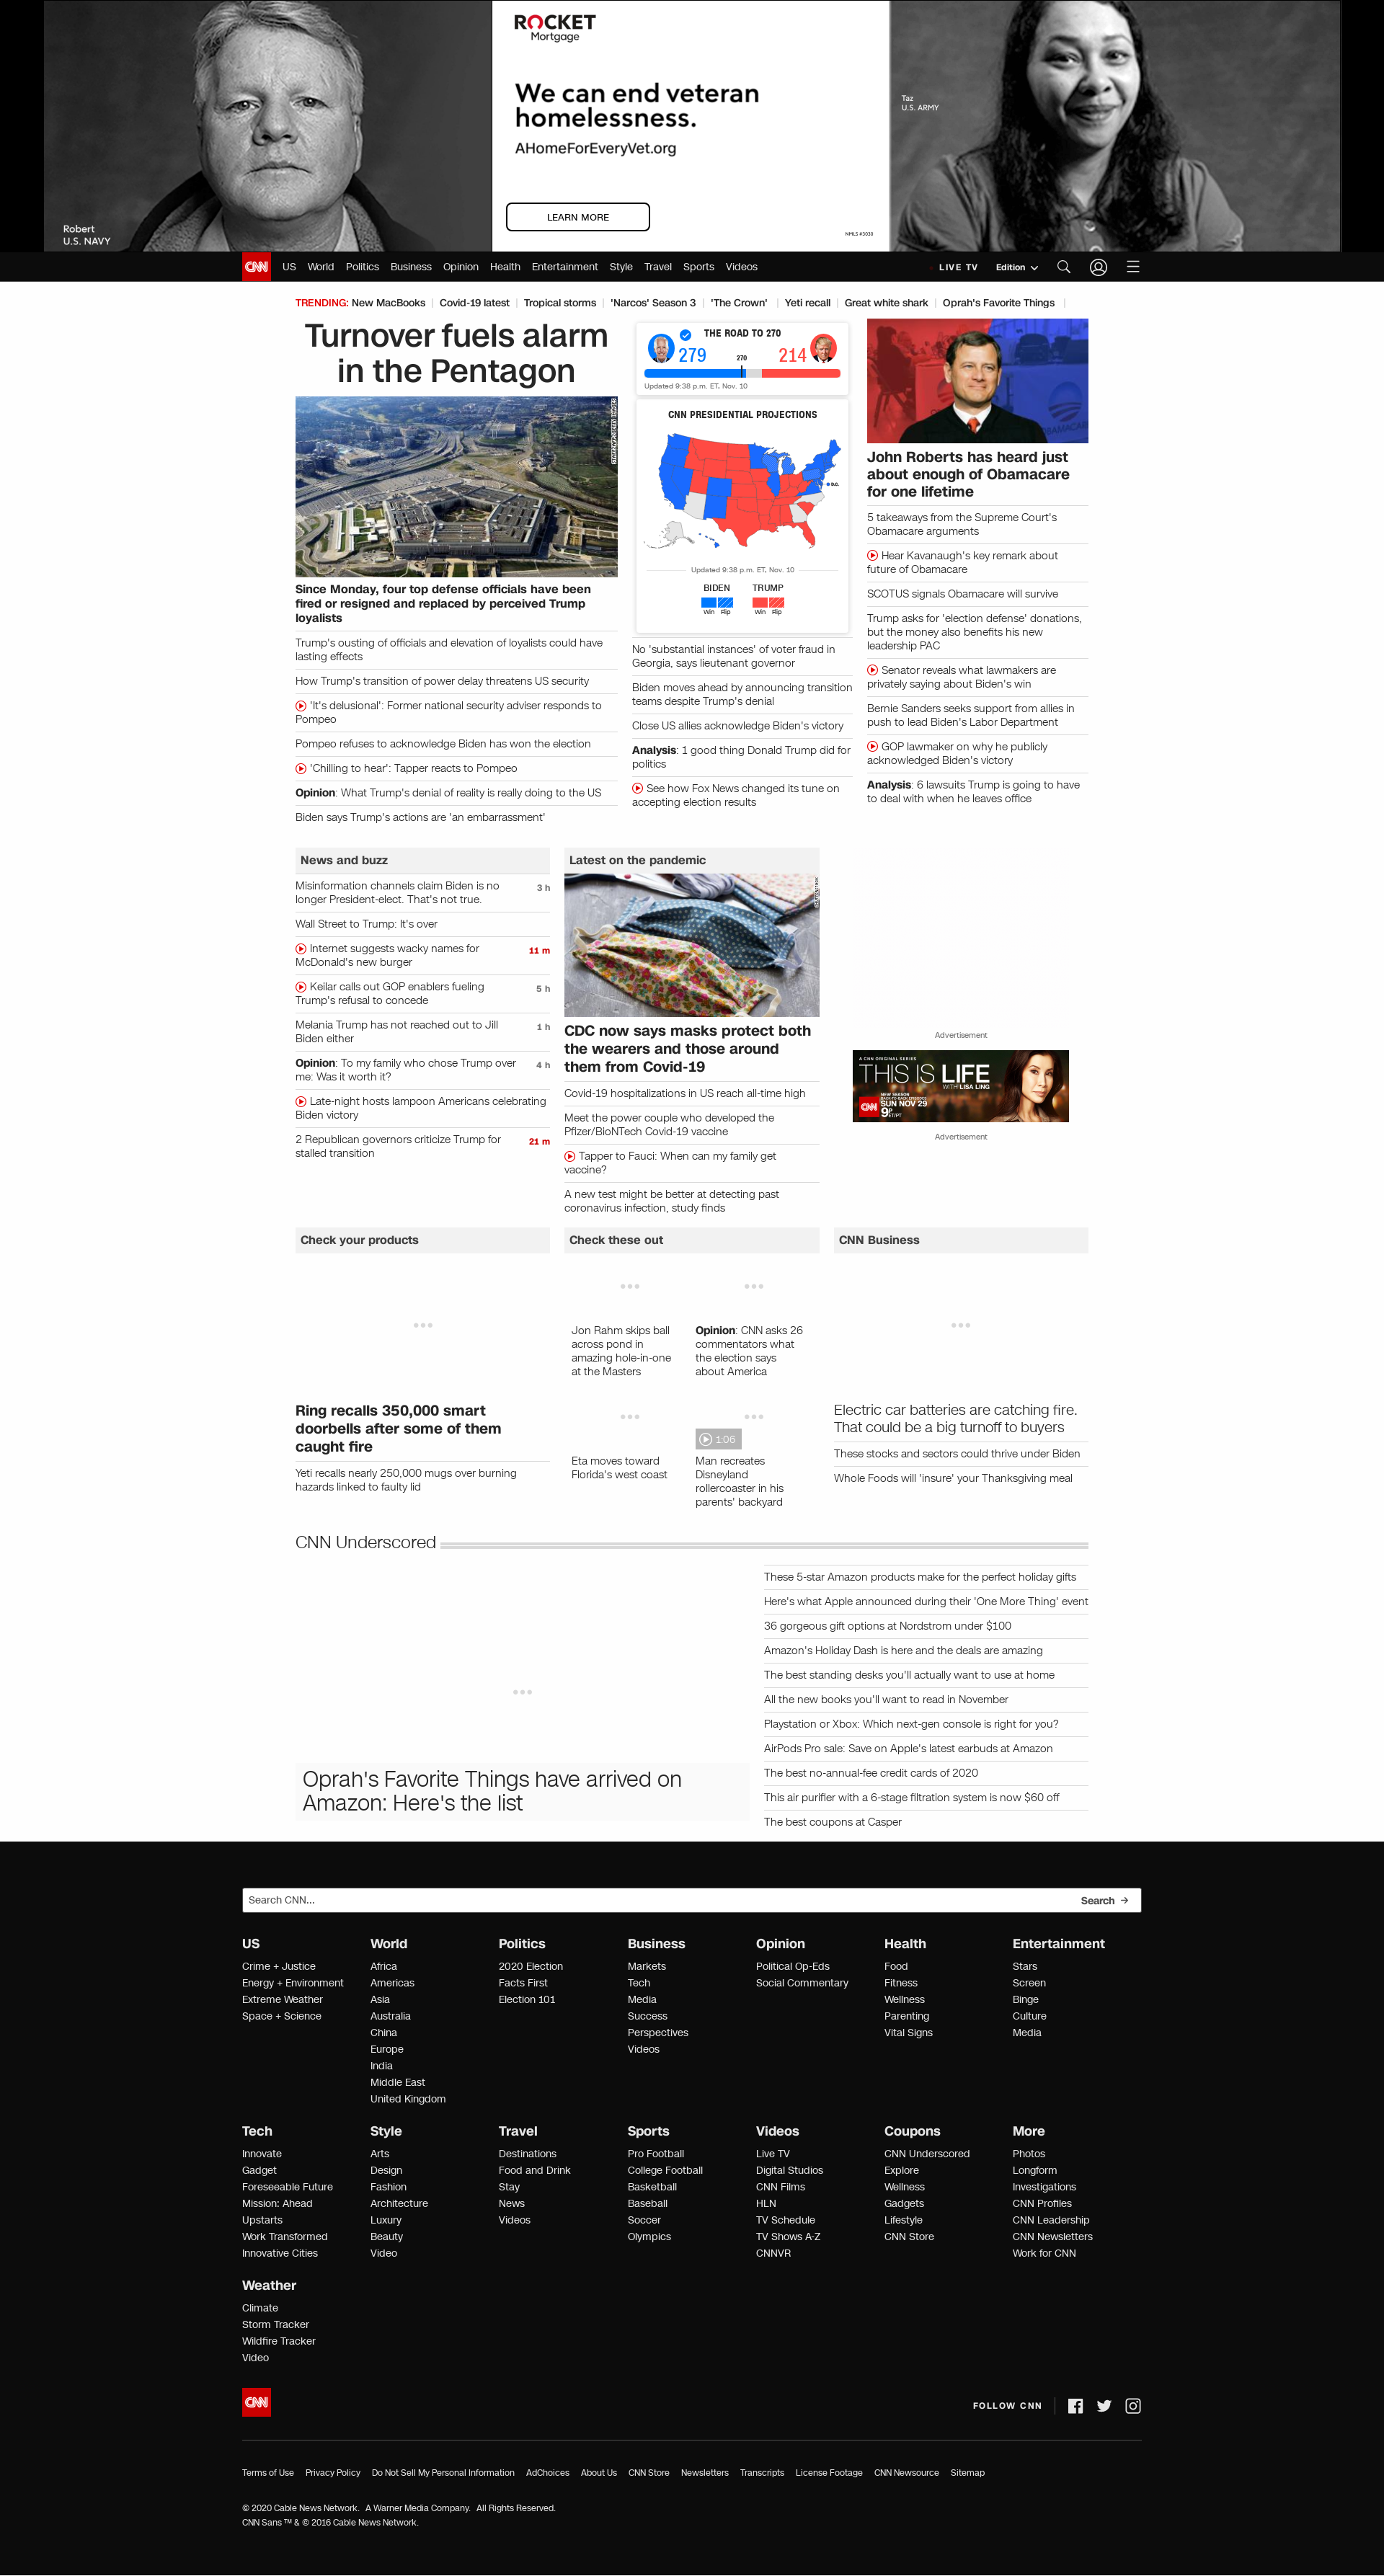 ROCKET
Mortgage
We can end veteran
homelessness.
AHomeForEveryVet.org
LEARN MORE
NMLS #3030
Robert
U.S. NAVY
Taz
U.S. ARMY
CNN US World Politics Business Opinion Health Entertainment Style Travel Sports Videos LIVE TV Edition
TRENDING: New MacBooks | Covid-19 latest | Tropical storms | 'Narcos' Season 3 | 'The Crown' | Yeti recall | Great white shark | Oprah's Favorite Things |
Turnover fuels alarm
in the Pentagon
Since Monday, four top defense officials have been
fired or resigned and replaced by perceived Trump
loyalists
Trump's ousting of officials and elevation of loyalists could have
lasting effects
How Trump's transition of power delay threatens US security
'It's delusional': Former national security adviser responds to
Pompeo
Pompeo refuses to acknowledge Biden has won the election
'Chilling to hear': Tapper reacts to Pompeo
Opinion: What Trump's denial of reality is really doing to the US
Biden says Trump's actions are 'an embarrassment'
THE ROAD TO 270
279
270
214
Updated 9:38 p.m. ET, Nov. 10
CNN PRESIDENTIAL PROJECTIONS
D.C.
Updated 9:38 p.m. ET, Nov. 10
BIDEN TRUMP
Win Flip Win Flip
No 'substantial instances' of voter fraud in
Georgia, says lieutenant governor
Biden moves ahead by announcing transition
teams despite Trump's denial
Close US allies acknowledge Biden's victory
Analysis: 1 good thing Donald Trump did for
politics
See how Fox News changed its tune on
accepting election results
John Roberts has heard just
about enough of Obamacare
for one lifetime
5 takeaways from the Supreme Court's
Obamacare arguments
Hear Kavanaugh's key remark about
future of Obamacare
SCOTUS signals Obamacare will survive
Trump asks for 'election defense' donations,
but the money also benefits his new
leadership PAC
Senator reveals what lawmakers are
privately saying about Biden's win
Bernie Sanders seeks support from allies in
push to lead Biden's Labor Department
GOP lawmaker on why he publicly
acknowledged Biden's victory
Analysis: 6 lawsuits Trump is going to have
to deal with when he leaves office
News and buzz
Misinformation channels claim Biden is no 3 h
longer President-elect. That's not true.
Wall Street to Trump: It's over
Internet suggests wacky names for 11 m
McDonald's new burger
Keilar calls out GOP enablers fueling 5 h
Trump's refusal to concede
Melania Trump has not reached out to Jill 1 h
Biden either
Opinion: To my family who chose Trump over 4 h
me: Was it worth it?
Late-night hosts lampoon Americans celebrating
Biden victory
2 Republican governors criticize Trump for 21 m
stalled transition
Latest on the pandemic
CDC now says masks protect both
the wearers and those around
them from Covid-19
Covid-19 hospitalizations in US reach all-time high
Meet the power couple who developed the
Pfizer/BioNTech Covid-19 vaccine
Tapper to Fauci: When can my family get
vaccine?
A new test might be better at detecting past
coronavirus infection, study finds
Advertisement
A CNN ORIGINAL SERIES
THIS IS LIFE
WITH LISA LING
CNN
NEW SEASON
BACK-TO-BACK EPISODES
SUN NOV 29
9P ET/PT
Advertisement
Check your products
Ring recalls 350,000 smart
doorbells after some of them
caught fire
Yeti recalls nearly 250,000 mugs over burning
hazards linked to faulty lid
Check these out
Jon Rahm skips ball
across pond in
amazing hole-in-one
at the Masters
Opinion: CNN asks 26
commentators what
the election says
about America
Eta moves toward
Florida's west coast
1:06
Man recreates
Disneyland
rollercoaster in his
parents' backyard
CNN Business
Electric car batteries are catching fire.
That could be a big turnoff to buyers
These stocks and sectors could thrive under Biden
Whole Foods will 'insure' your Thanksgiving meal
CNN Underscored
Oprah's Favorite Things have arrived on
Amazon: Here's the list
These 5-star Amazon products make for the perfect holiday gifts
Here's what Apple announced during their 'One More Thing' event
36 gorgeous gift options at Nordstrom under $100
Amazon's Holiday Dash is here and the deals are amazing
The best standing desks you'll actually want to use at home
All the new books you'll want to read in November
Playstation or Xbox: Which next-gen console is right for you?
AirPods Pro sale: Save on Apple's latest earbuds at Amazon
The best no-annual-fee credit cards of 2020
This air purifier with a 6-stage filtration system is now $60 off
The best coupons at Casper
Search CNN... Search →
US
Crime + Justice
Energy + Environment
Extreme Weather
Space + Science
World
Africa
Americas
Asia
Australia
China
Europe
India
Middle East
United Kingdom
Politics
2020 Election
Facts First
Election 101
Business
Markets
Tech
Media
Success
Perspectives
Videos
Opinion
Political Op-Eds
Social Commentary
Health
Food
Fitness
Wellness
Parenting
Vital Signs
Entertainment
Stars
Screen
Binge
Culture
Media
Tech
Innovate
Gadget
Foreseeable Future
Mission: Ahead
Upstarts
Work Transformed
Innovative Cities
Style
Arts
Design
Fashion
Architecture
Luxury
Beauty
Video
Travel
Destinations
Food and Drink
Stay
News
Videos
Sports
Pro Football
College Football
Basketball
Baseball
Soccer
Olympics
Videos
Live TV
Digital Studios
CNN Films
HLN
TV Schedule
TV Shows A-Z
CNNVR
Coupons
CNN Underscored
Explore
Wellness
Gadgets
Lifestyle
CNN Store
More
Photos
Longform
Investigations
CNN Profiles
CNN Leadership
CNN Newsletters
Work for CNN
Weather
Climate
Storm Tracker
Wildfire Tracker
Video
CNN
FOLLOW CNN
Terms of Use Privacy Policy Do Not Sell My Personal Information AdChoices About Us CNN Store Newsletters Transcripts License Footage CNN Newsource Sitemap
© 2020 Cable News Network. A Warner Media Company. All Rights Reserved.
CNN Sans ™ & © 2016 Cable News Network.